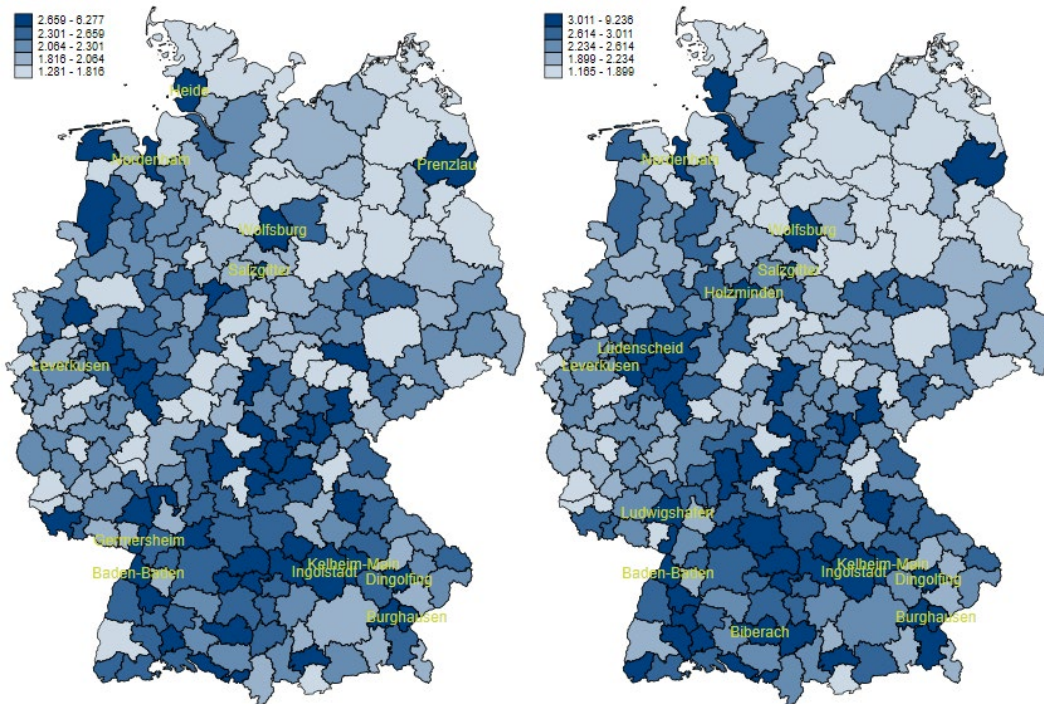 2.659 - 6.277
2.301 - 2.659
2.064 - 2.301
1.816 - 2.064
1.281 - 1.816
Heide
Nordenham
Prenzlau
Wolfsburg
Salzgitter
Leverkusen
Germersheim
Baden-Baden
Kelheim-Main
Ingolstadt
Dingolfing
Burghausen
3.011 - 9.236
2.614 - 3.011
2.234 - 2.614
1.899 - 2.234
1.165 - 1.899
Nordenham
Wolfsburg
Salzgitter
Holzminden
Lüdenscheid
Leverkusen
Ludwigshafen
Baden-Baden
Kelheim-Main
Ingolstadt
Dingolfing
Burghausen
Biberach